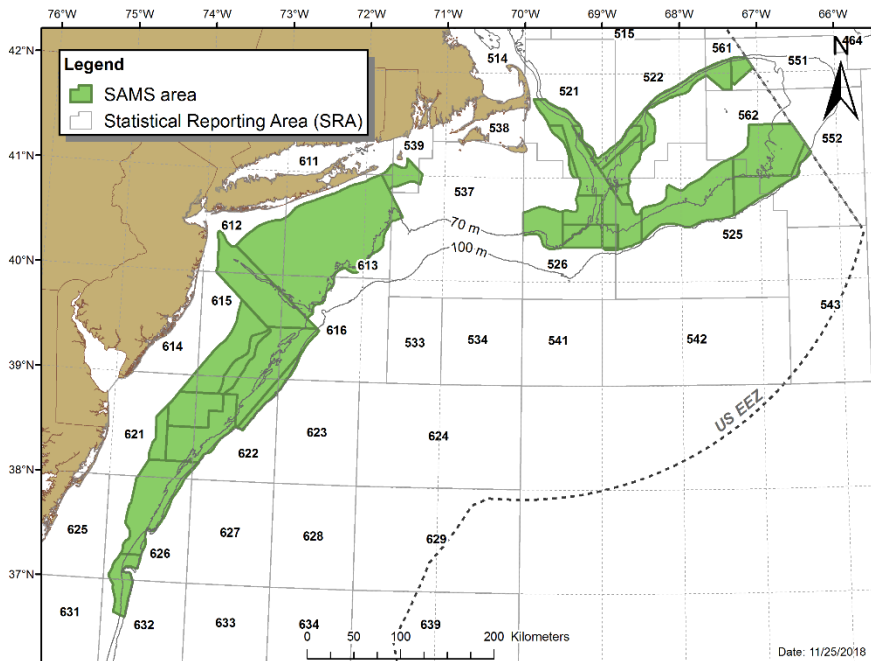 76°W 75°W 74°W 73°W 72°W 71°W 70°W 69°W 68°W 67°W 66°W
42°N
41°N
40°N
39°N
38°N
37°N
Legend
SAMS area
Statistical Reporting Area (SRA)
N
515
464
561
551
514
522
521
562
538
539
552
611
537
612
70 m
525
100 m
613
526
615
543
616
614
533
534
541
542
US EEZ
621
623
624
622
625
627
628
629
626
631
632
633
634
639
0 50 100 200 Kilometers
Date: 11/25/2018